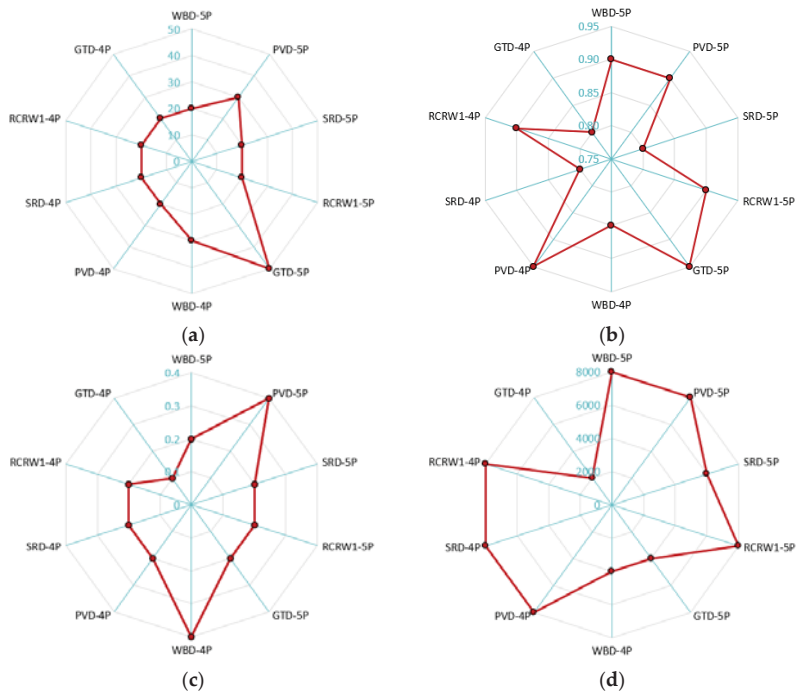 WBD-5P
50
GTD-4P
PVD-5P
40
30
RCRW1-4P
20
SRD-5P
10
0
SRD-4P
RCRW1-5P
PVD-4P
GTD-5P
WBD-4P
(a)
WBD-5P
0.95
GTD-4P
PVD-5P
0.90
0.85
RCRW1-4P
0.80
SRD-5P
0.75
SRD-4P
RCRW1-5P
PVD-4P
GTD-5P
WBD-4P
(b)
WBD-5P
0.4
GTD-4P
PVD-5P
0.3
0.2
RCRW1-4P
0.1
SRD-5P
0
SRD-4P
RCRW1-5P
PVD-4P
GTD-5P
WBD-4P
(c)
WBD-5P
8000
GTD-4P
PVD-5P
6000
4000
RCRW1-4P
2000
SRD-5P
0
SRD-4P
RCRW1-5P
PVD-4P
GTD-5P
WBD-4P
(d)